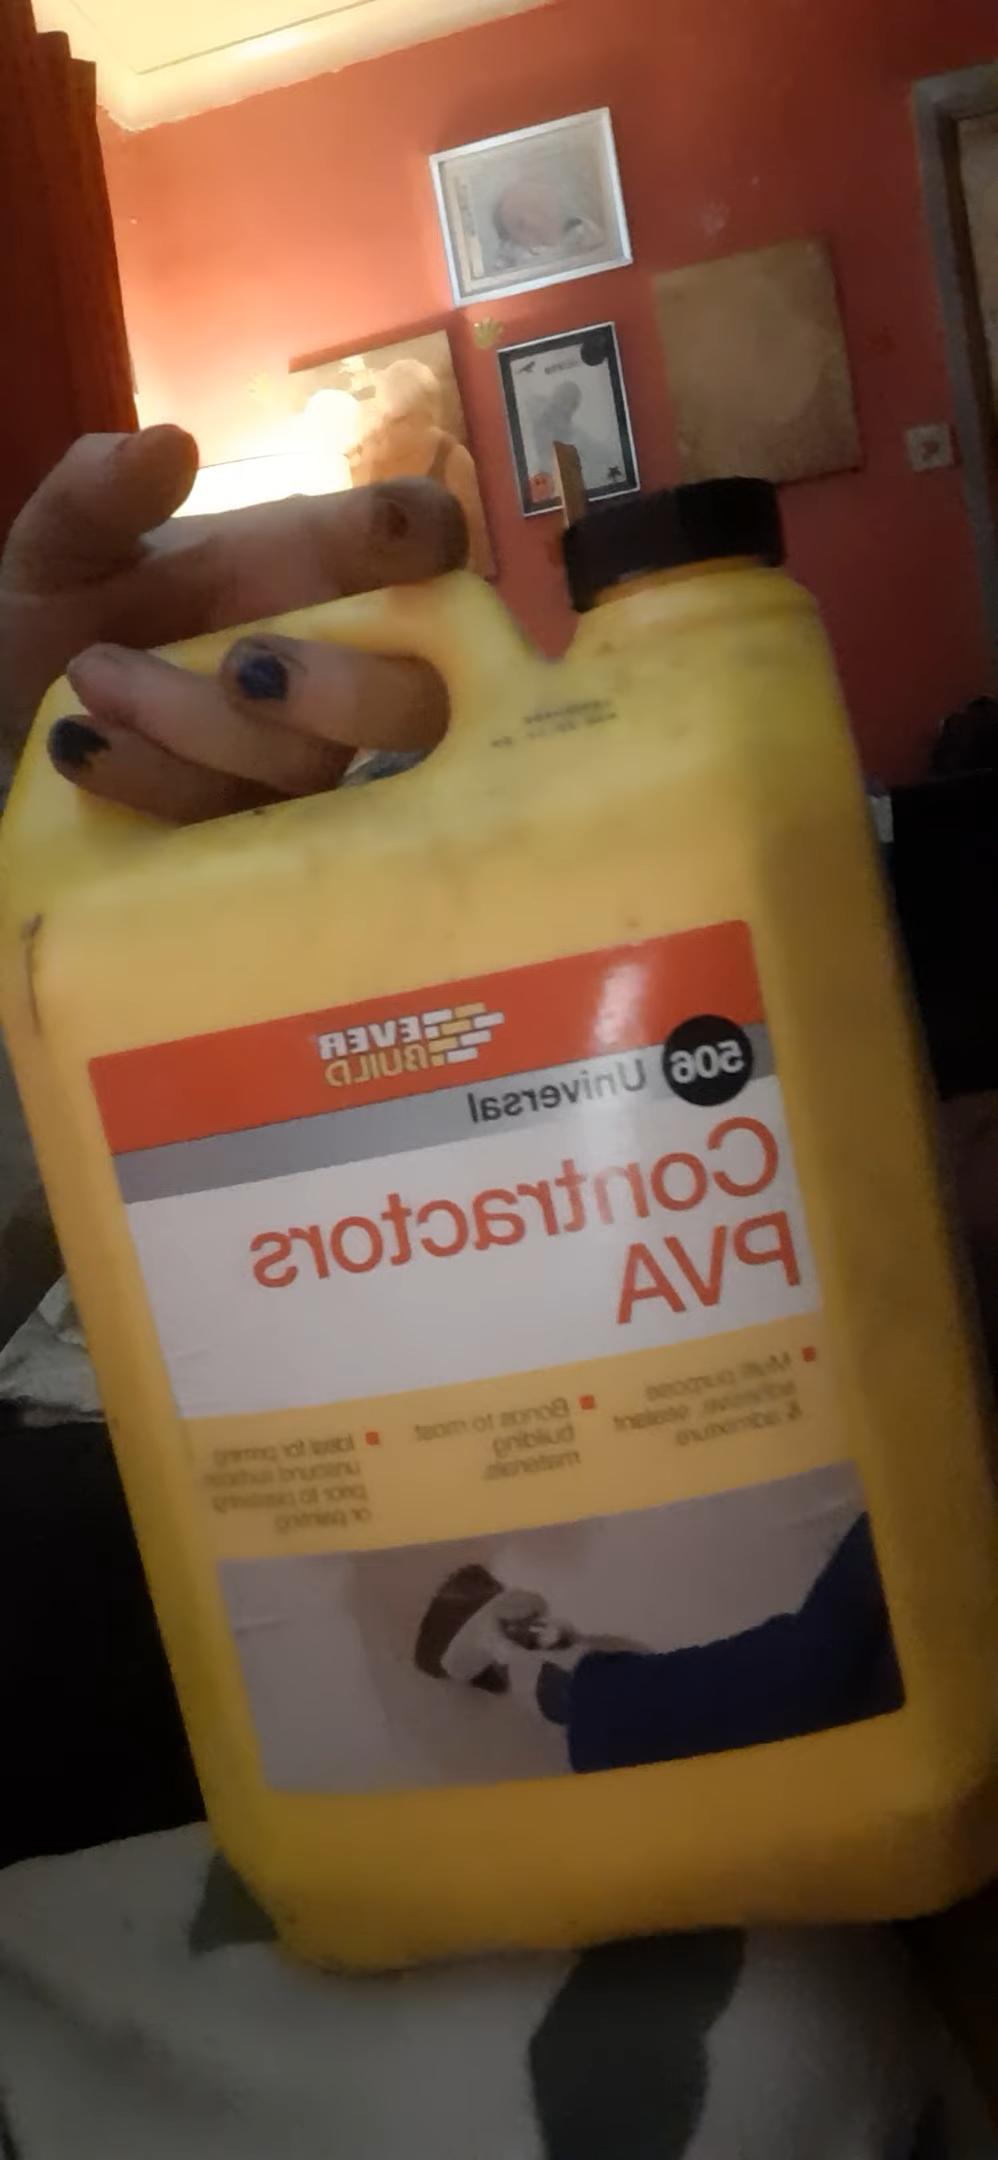 EVER
BUILD
506 Universal
Contractors
PVA
Multi purpose
adhesive, sealant
& admixture
Bonds to most
building
materials
Ideal for priming
unsound surfaces
prior to plastering
or painting